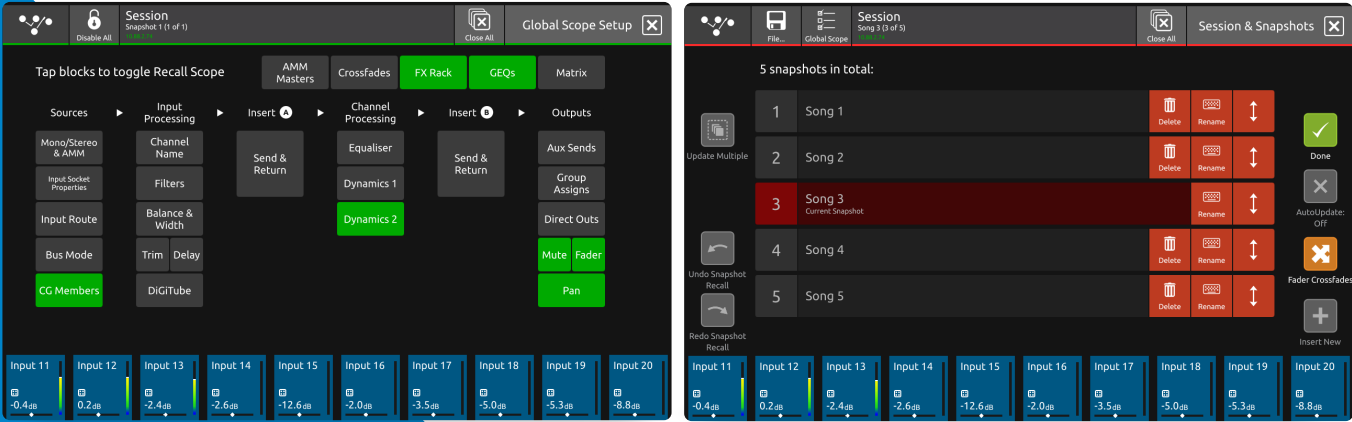 Disable All
Session
Snapshot 1 (1 of 1)
Close All
Global Scope Setup
Tap blocks to toggle Recall Scope
AMM
Masters
Crossfades
FX Rack
GEQs
Matrix
Sources
Input
Processing
Insert A
Channel
Processing
Insert B
Outputs
Mono/Stereo
& AMM
Input Socket
Properties
Input Route
Bus Mode
CG Members
Channel
Name
Filters
Balance &
Width
Trim Delay
DiGiTube
Send &
Return
Equaliser
Dynamics 1
Dynamics 2
Send &
Return
Aux Sends
Group
Assigns
Direct Outs
Mute Fader
Pan
Input 11 Input 12 Input 13 Input 14 Input 15 Input 16 Input 17 Input 18 Input 19 Input 20
-0.4dB 0.2dB -2.4dB -2.6dB -12.6dB -2.0dB -3.5dB -5.0dB -5.3dB -8.8dB
File...
Global Scope
Session
Song 3 (3 of 5)
Close All
Session & Snapshots
5 snapshots in total:
Update Multiple
Undo Snapshot
Recall
Redo Snapshot
Recall
1 Song 1 Delete Rename
2 Song 2 Delete Rename
3 Song 3 Rename
Current Snapshot
4 Song 4 Delete Rename
5 Song 5 Delete Rename
Done
AutoUpdate:
Off
Fader Crossfades
Insert New
Input 11 Input 12 Input 13 Input 14 Input 15 Input 16 Input 17 Input 18 Input 19 Input 20
-0.4dB 0.2dB -2.4dB -2.6dB -12.6dB -2.0dB -3.5dB -5.0dB -5.3dB -8.8dB